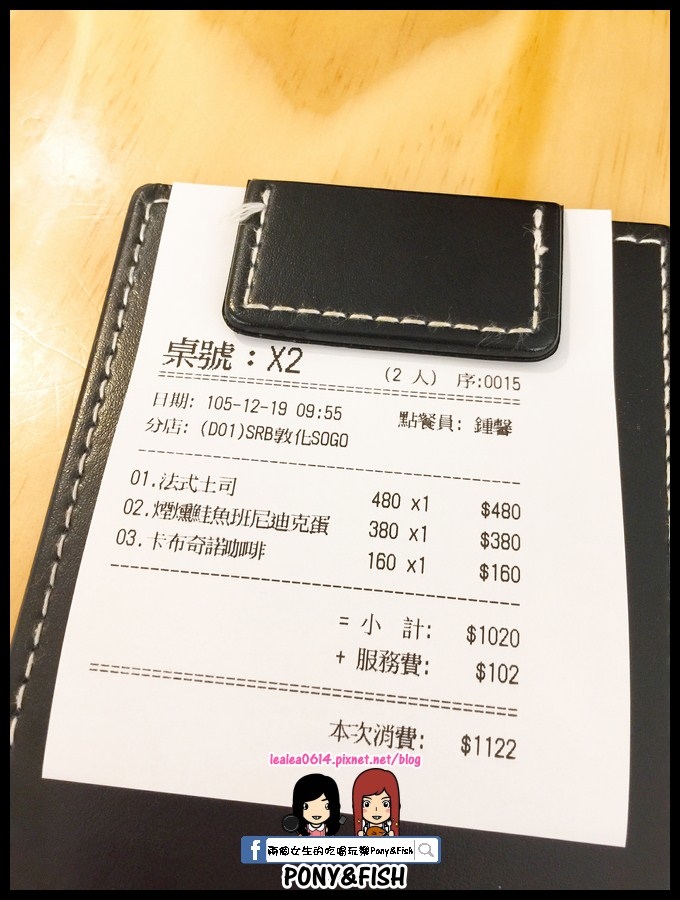 桌號：X2 (2 人) 序:0015
日期: 105-12-19 09:55 點餐員: 鍾馨
分店: (D01)SRB敦化SOGO
01.法式土司 480 x1 $480
02.煙燻鮭魚班尼迪克蛋 380 x1 $380
03.卡布奇諾咖啡 160 x1 $160
= 小 計: $1020
+ 服務費: $102
本次消費: $1122
lealea0614.pixnet.net/blog
f 兩個女生的吃喝玩樂Pony&Fish
PONY&FISH